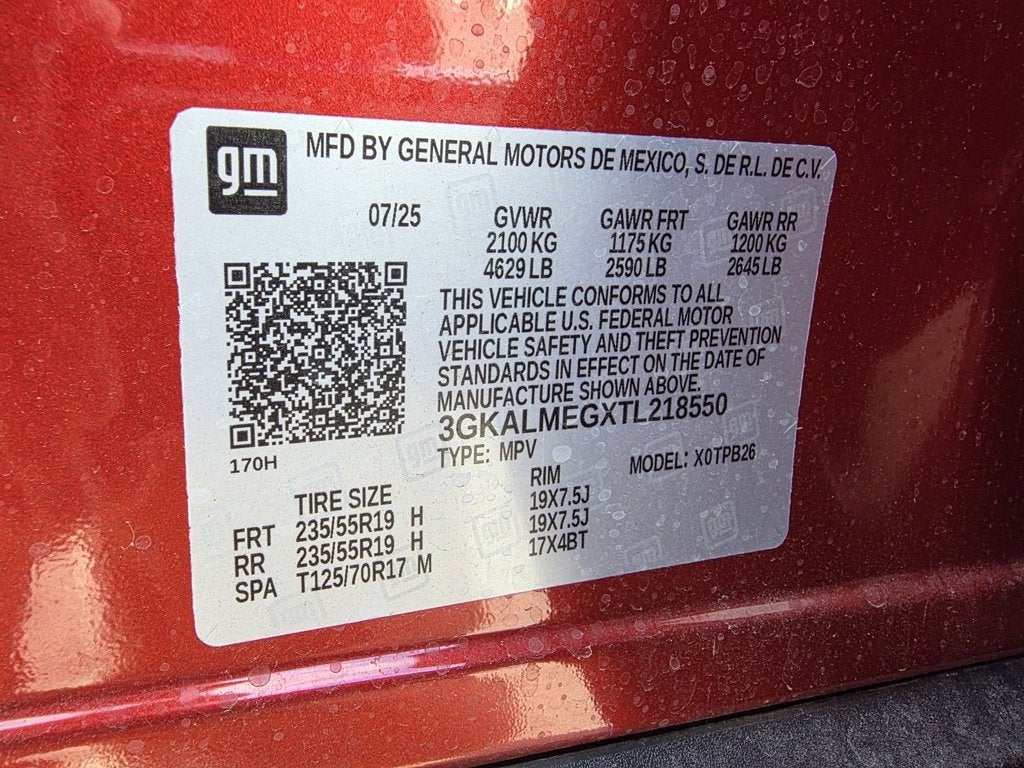 gm
MFD BY GENERAL MOTORS DE MEXICO, S. DE R.L. DE C.V.
07/25 GVWR GAWR FRT GAWR RR
2100 KG 1175 KG 1200 KG
4629 LB 2590 LB 2645 LB
THIS VEHICLE CONFORMS TO ALL
APPLICABLE U.S. FEDERAL MOTOR
VEHICLE SAFETY AND THEFT PREVENTION
STANDARDS IN EFFECT ON THE DATE OF
MANUFACTURE SHOWN ABOVE.
3GKALMEGXTL218550
170H
TYPE: MPV MODEL: X0TPB26
TIRE SIZE RIM
FRT 235/55R19 H 19X7.5J
RR 235/55R19 H 19X7.5J
SPA T125/70R17 M 17X4BT